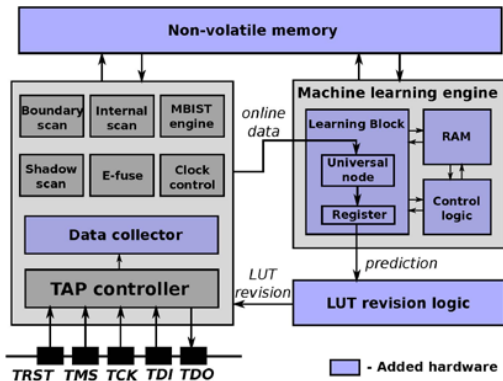 Non-volatile memory
Boundary
scan
Internal
scan
MBIST
engine
Shadow
scan
E-fuse
Clock
control
Data collector
TAP controller
TRST
TMS
TCK
TDI
TDO
online
data
LUT
revision
Machine learning engine
Learning Block
Universal
node
Register
RAM
Control
logic
prediction
LUT revision logic
- Added hardware